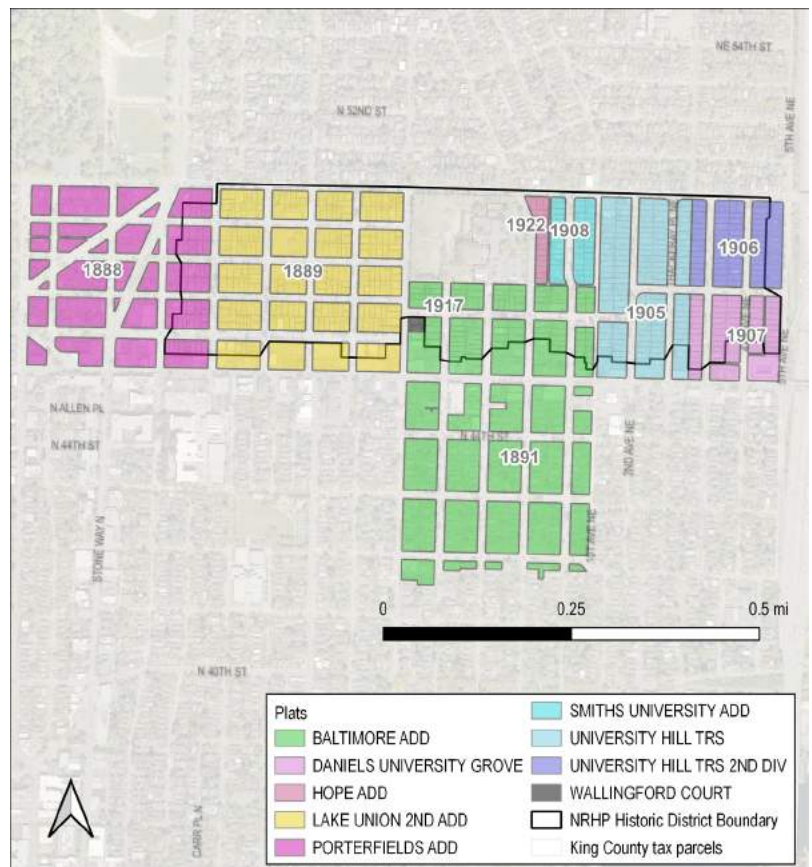 NE 54TH ST
N 52ND ST
5TH AVE NE
1922
1908
1906
1888
1889
1917
1905
1907
5TH AVE NE
N ALLEN PL
N 44TH ST
N 44TH ST
1891
2ND AVE NE
1ST AVE NE
STONE WAY N
0
0.25
0.5 mi
N 40TH ST
CARR PL N
Plats
BALTIMORE ADD
DANIELS UNIVERSITY GROVE
HOPE ADD
LAKE UNION 2ND ADD
PORTERFIELDS ADD
SMITHS UNIVERSITY ADD
UNIVERSITY HILL TRS
UNIVERSITY HILL TRS 2ND DIV
WALLINGFORD COURT
NRHP Historic District Boundary
King County tax parcels